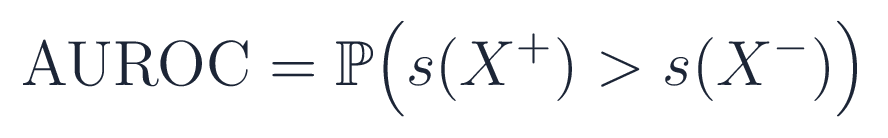 AUROC = ℙ(s(X⁺) > s(X⁻))